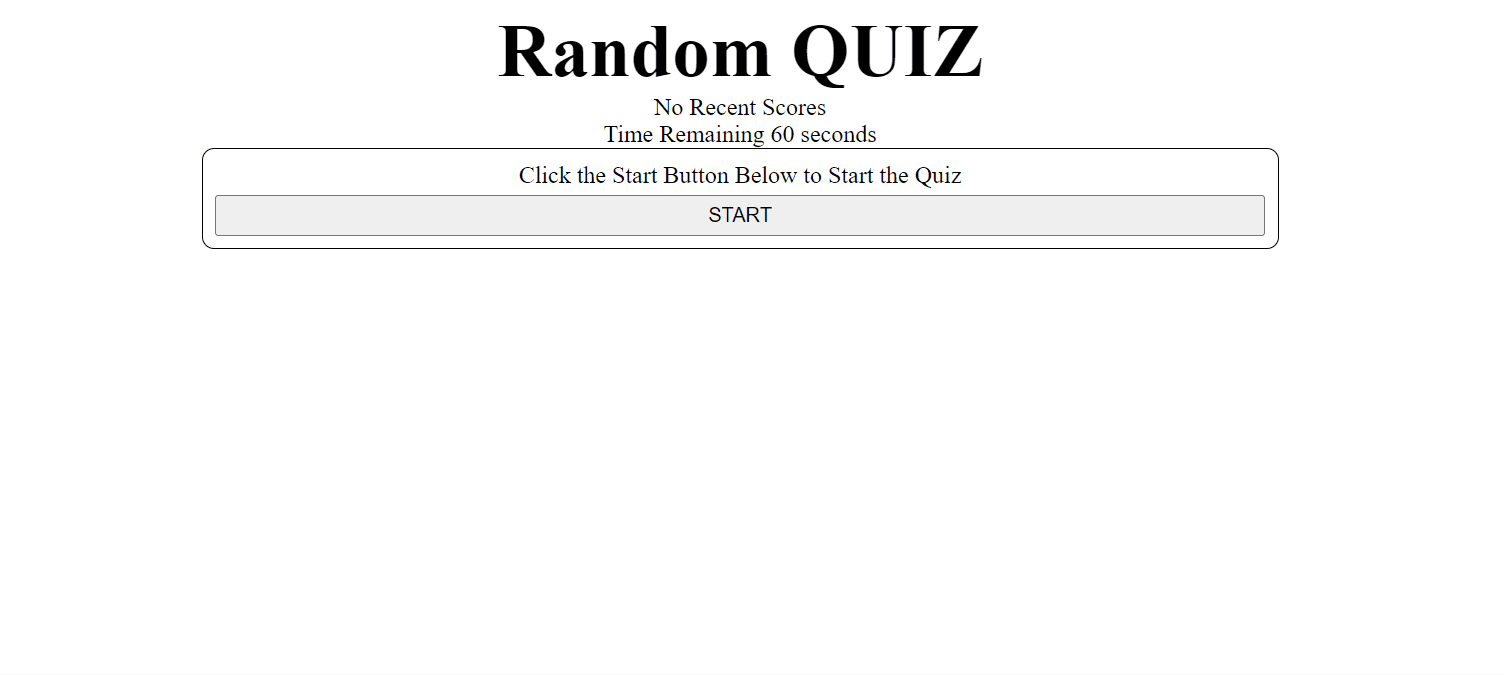 Random QUIZ
No Recent Scores
Time Remaining 60 seconds
Click the Start Button Below to Start the Quiz
START